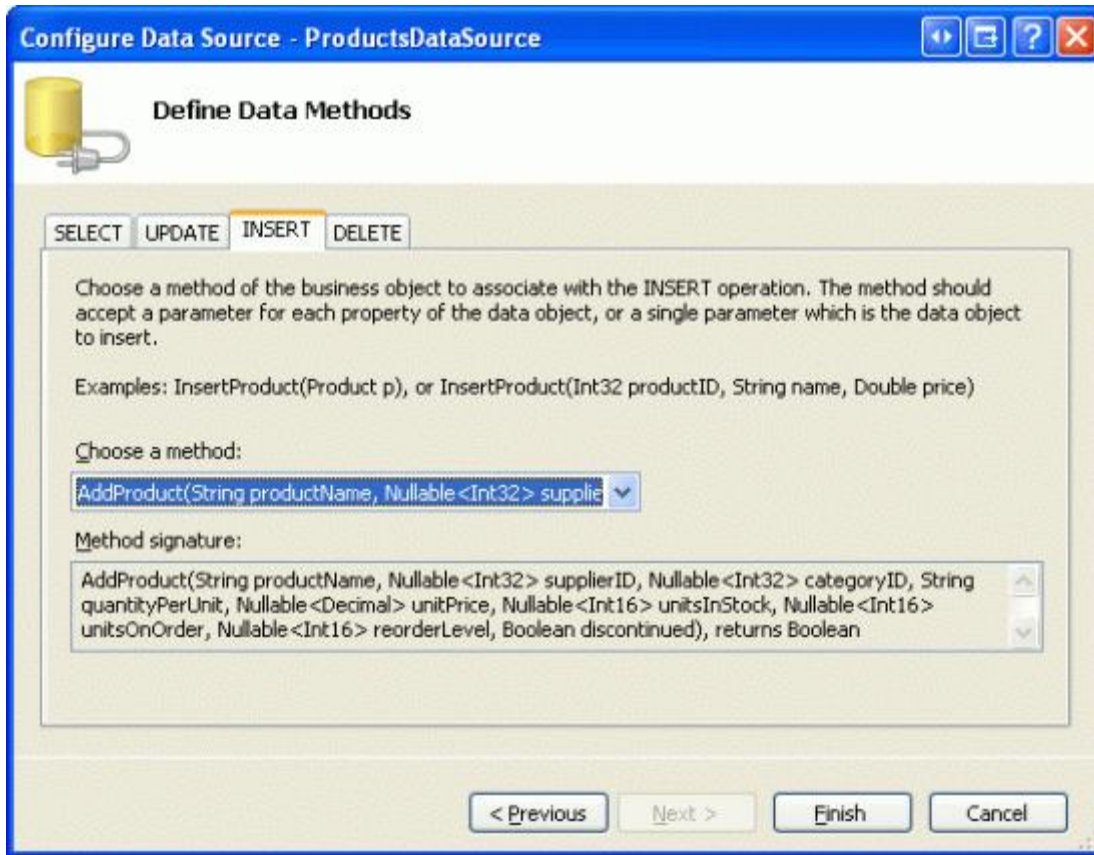 Configure Data Source - ProductsDataSource
Define Data Methods
SELECT UPDATE INSERT DELETE
Choose a method of the business object to associate with the INSERT operation. The method should
accept a parameter for each property of the data object, or a single parameter which is the data object
to insert.
Examples: InsertProduct(Product p), or InsertProduct(Int32 productID, String name, Double price)
Choose a method:
AddProduct(String productName, Nullable<Int32> supplie
Method signature:
AddProduct(String productName, Nullable<Int32> supplierID, Nullable<Int32> categoryID, String
quantityPerUnit, Nullable<Decimal> unitPrice, Nullable<Int16> unitsInStock, Nullable<Int16>
unitsOnOrder, Nullable<Int16> reorderLevel, Boolean discontinued), returns Boolean
< Previous Next > Finish Cancel